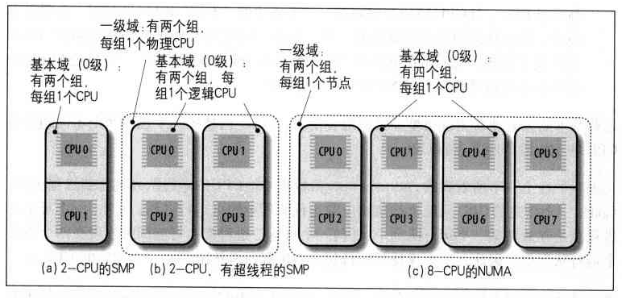 一级域:有两个组,
每组1个物理CPU
基本域(0级):
有两个组,
每组1个CPU
基本域(0级):
有两个组, 每
组1个逻辑CPU
一级域:
有两个组,
每组1个节点
基本域(0级):
有四个组,
每组1个CPU
CPU 0
CPU 1
CPU 0
CPU 1
CPU 2
CPU 3
CPU 0
CPU 1
CPU 4
CPU 5
CPU 2
CPU 3
CPU 6
CPU 7
(a) 2-CPU的SMP
(b) 2-CPU、有超线程的SMP
(c) 8-CPU的NUMA